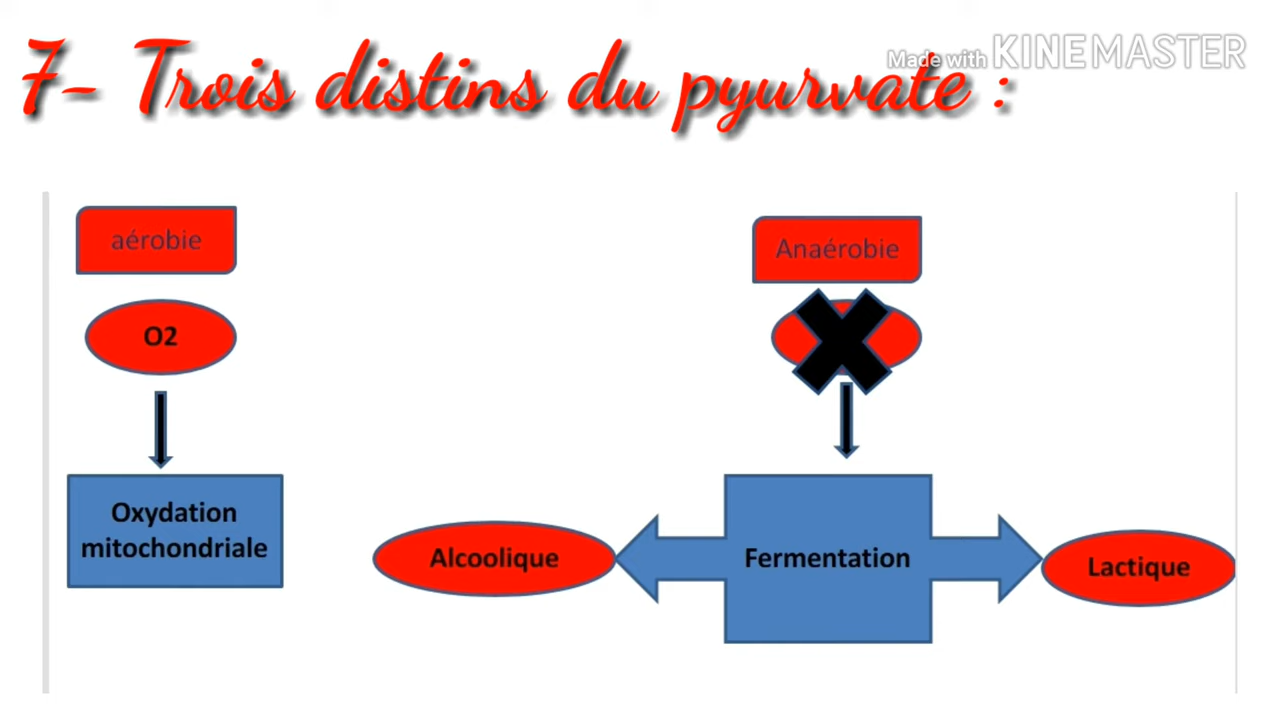 7- Trois distins du pyurvate :
Made with KINEMASTER
aérobie
Anaérobie
O2
Oxydation
mitochondriale
Alcoolique
Fermentation
Lactique